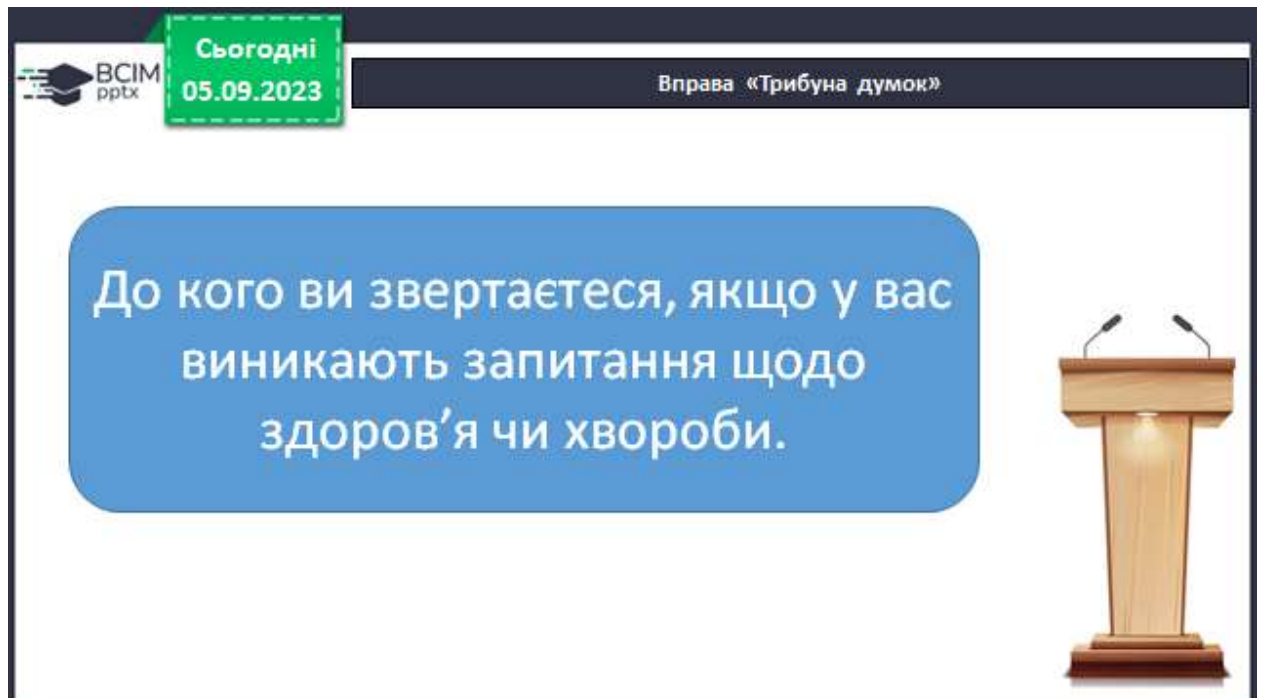 Сьогодні
05.09.2023
ВСІМ
pptx
Вправа «Трибуна думок»
До кого ви звертаєтеся, якщо у вас
виникають запитання щодо
здоров’я чи хвороби.